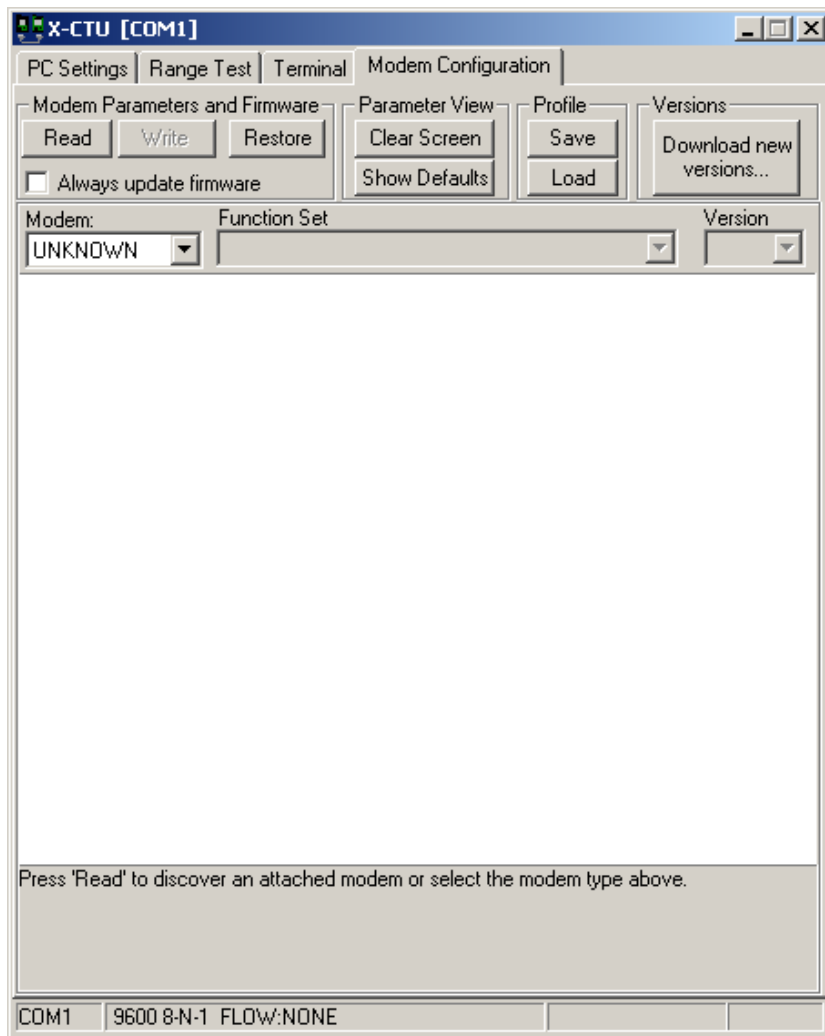 X-CTU [COM1]
PC Settings Range Test Terminal Modem Configuration
Modem Parameters and Firmware Parameter View Profile Versions
Read Write Restore Clear Screen Save Download new versions...
Always update firmware Show Defaults Load
Modem: Function Set Version
UNKNOWN
Press 'Read' to discover an attached modem or select the modem type above.
COM1 9600 8-N-1 FLOW:NONE